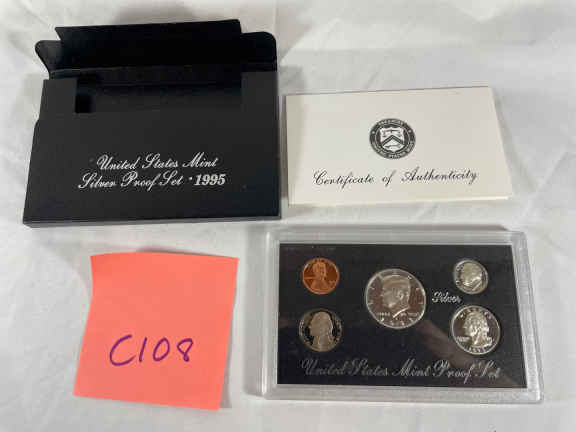 United States Mint
Silver Proof Set · 1995
Certificate of Authenticity
C108
Silver
United States Mint Proof Set